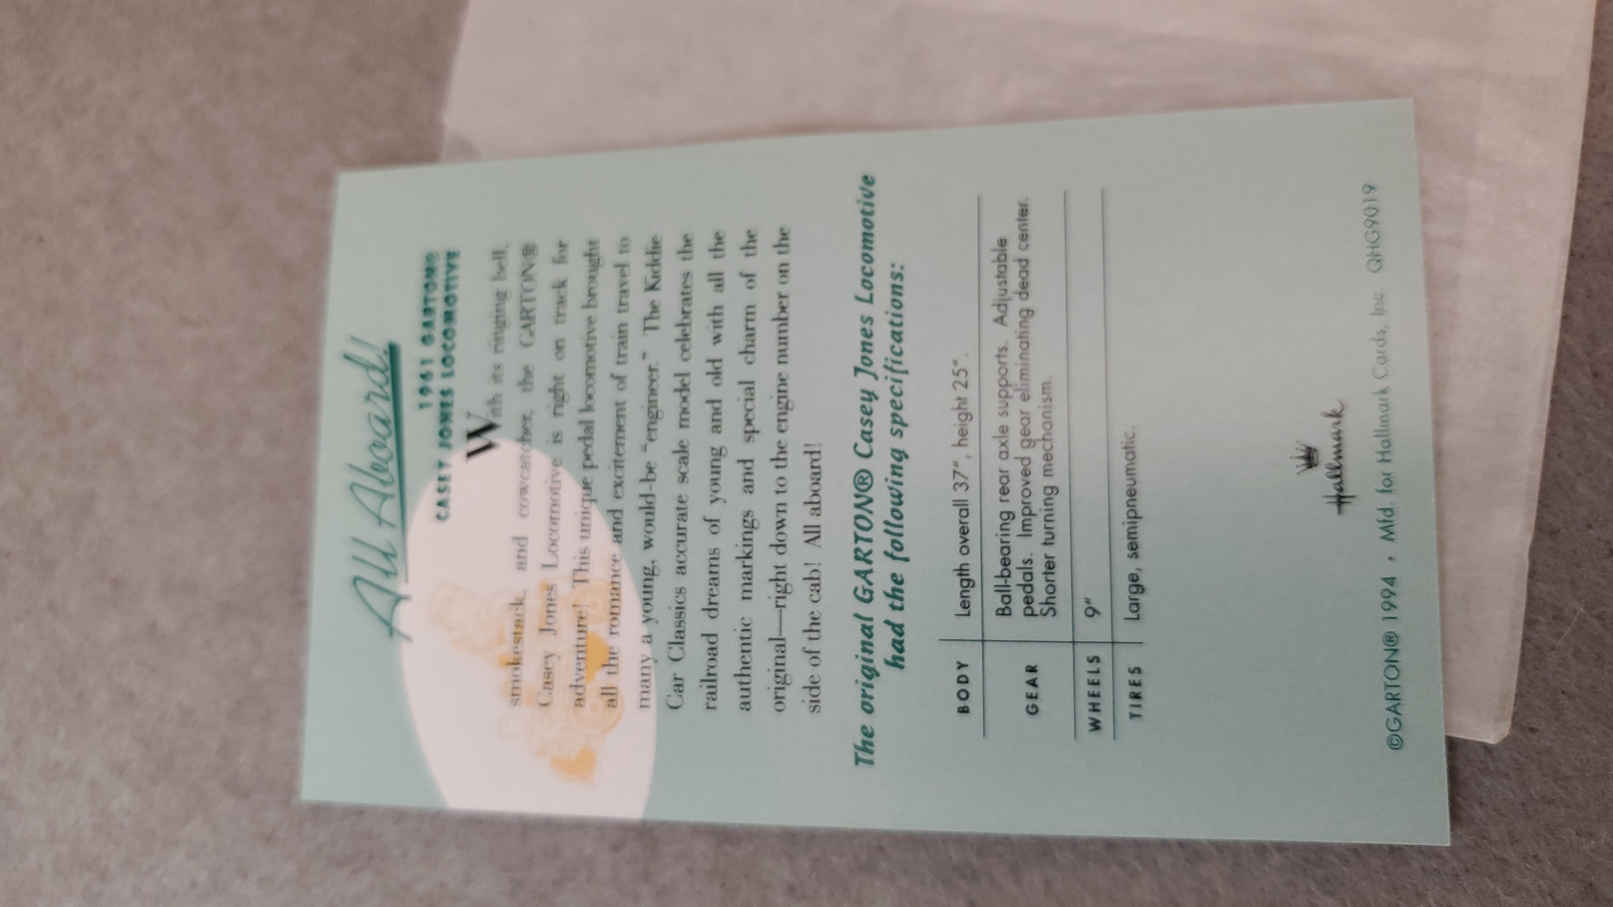 All Aboard!
1961 GARTON®
CASEY JONES LOCOMOTIVE
With its ringing bell,
smokestack, and cowcatcher, the GARTON®
Casey Jones Locomotive is right on track for
adventure! This unique pedal locomotive brought
all the romance and excitement of train travel to
many a young, would-be "engineer." The Kiddie
Car Classics accurate scale model celebrates the
railroad dreams of young and old with all the
authentic markings and special charm of the
original—right down to the engine number on the
side of the cab! All aboard!
The original GARTON® Casey Jones Locomotive
had the following specifications:
BODY Length overall 37", height 25".
Ball-bearing rear axle supports. Adjustable
GEAR pedals. Improved gear eliminating dead center.
Shorter turning mechanism.
WHEELS 9"
TIRES Large, semipneumatic.
Hallmark
©GARTON® 1994 , Mfd. for Hallmark Cards, Inc. QHG9019